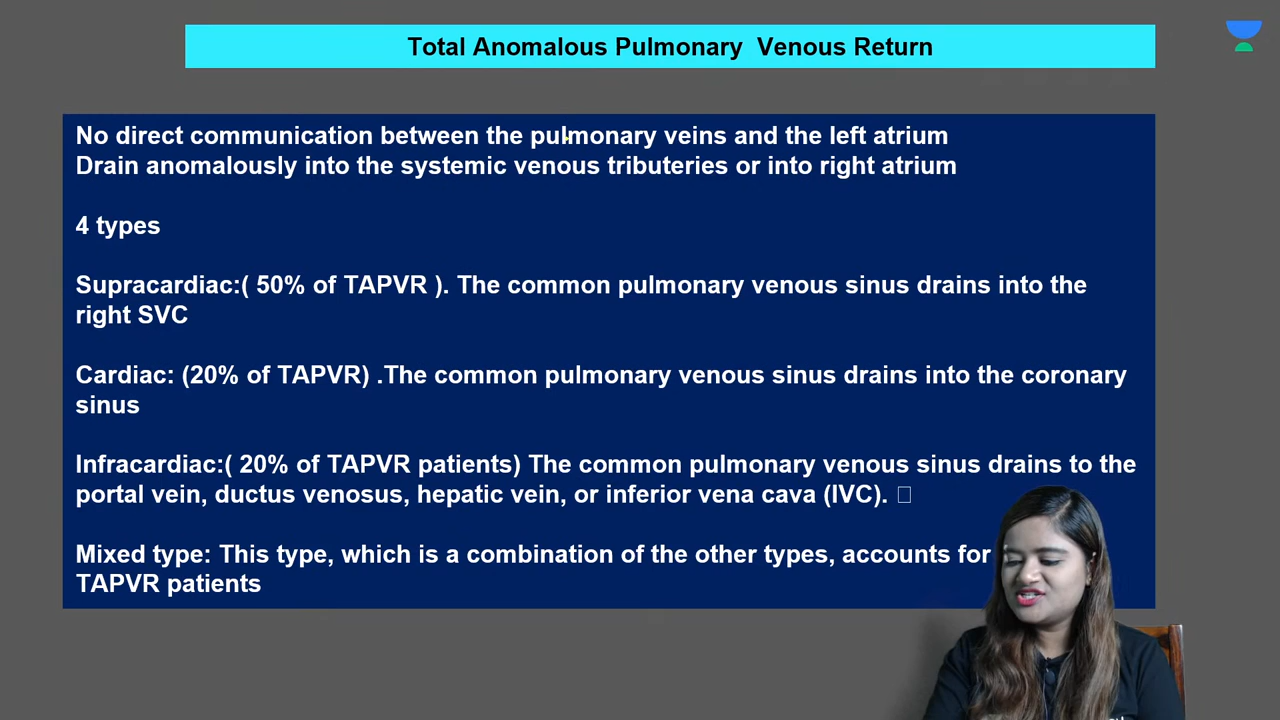 Total Anomalous Pulmonary Venous Return
No direct communication between the pulmonary veins and the left atrium
Drain anomalously into the systemic venous tributeries or into right atrium
4 types
Supracardiac:( 50% of TAPVR ). The common pulmonary venous sinus drains into the
right SVC
Cardiac: (20% of TAPVR) .The common pulmonary venous sinus drains into the coronary
sinus
Infracardiac:( 20% of TAPVR patients) The common pulmonary venous sinus drains to the
portal vein, ductus venosus, hepatic vein, or inferior vena cava (IVC). □
Mixed type: This type, which is a combination of the other types, accounts for
TAPVR patients